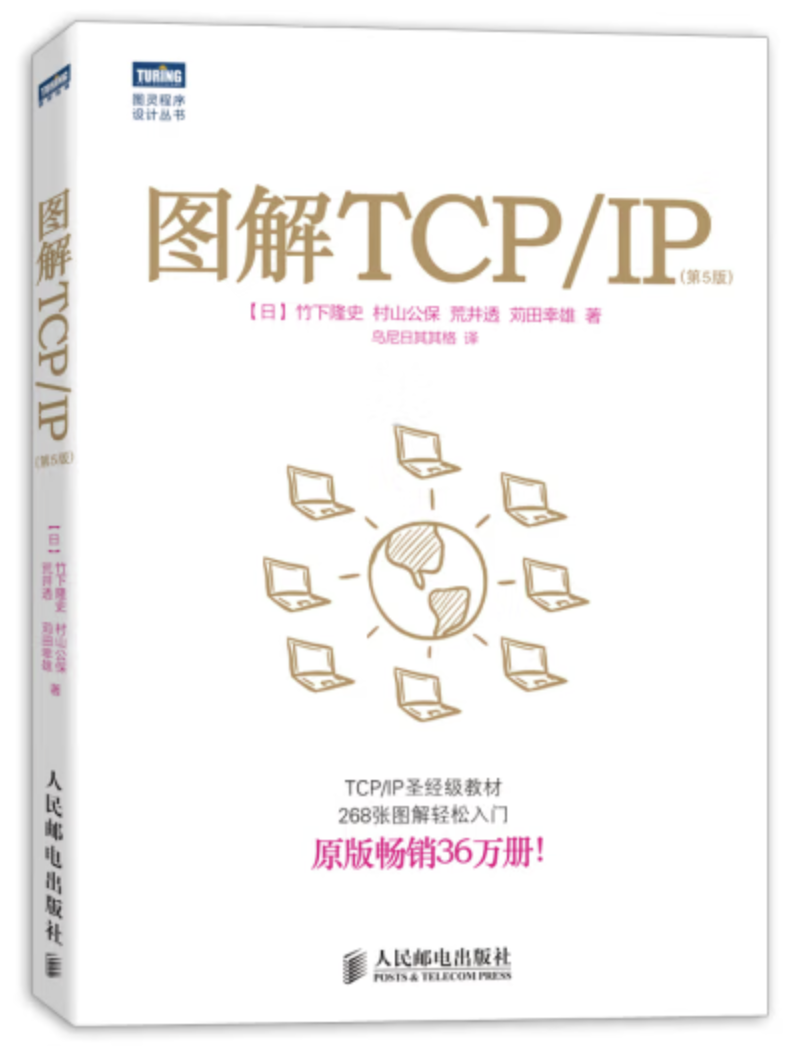 TURING
图灵程序
设计丛书
图解TCP/IP(第5版)
【日】竹下隆史 村山公保 荒井透 苅田幸雄 著
乌尼日其其格 译
TCP/IP圣经级教材
268张图解轻松入门
原版畅销36万册!
人民邮电出版社
POSTS & TELECOM PRESS
TURING
图解TCP/IP(第5版)
【日】竹下隆史 村山公保
荒井透 苅田幸雄 著
人民邮电出版社